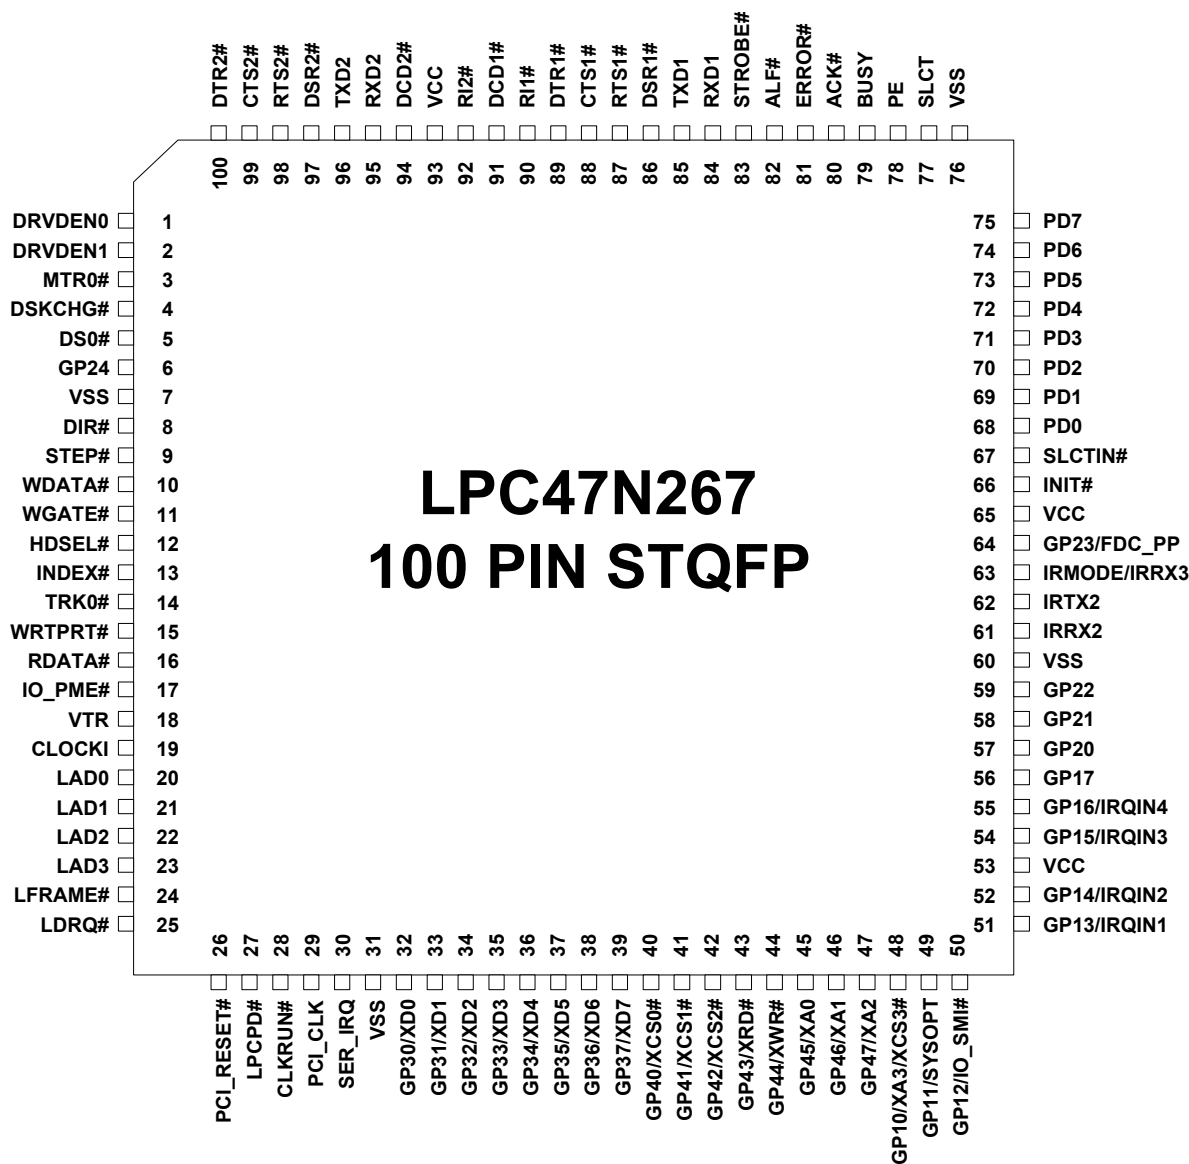 DTR2#
CTS2#
RTS2#
DSR2#
TXD2
RXD2
DCD2#
VCC
RI2#
DCD1#
RI1#
DTR1#
CTS1#
RTS1#
DSR1#
TXD1
RXD1
STROBE#
ALF#
ERROR#
ACK#
BUSY
PE
SLCT
VSS
100
99
98
97
96
95
94
93
92
91
90
89
88
87
86
85
84
83
82
81
80
79
78
77
76
DRVDEN0 1
DRVDEN1 2
MTR0# 3
DSKCHG# 4
DS0# 5
GP24 6
VSS 7
DIR# 8
STEP# 9
WDATA# 10
WGATE# 11
HDSEL# 12
INDEX# 13
TRK0# 14
WRTPRT# 15
RDATA# 16
IO_PME# 17
VTR 18
CLOCKI 19
LAD0 20
LAD1 21
LAD2 22
LAD3 23
LFRAME# 24
LDRQ# 25
LPC47N267
100 PIN STQFP
75 PD7
74 PD6
73 PD5
72 PD4
71 PD3
70 PD2
69 PD1
68 PD0
67 SLCTIN#
66 INIT#
65 VCC
64 GP23/FDC_PP
63 IRMODE/IRRX3
62 IRTX2
61 IRRX2
60 VSS
59 GP22
58 GP21
57 GP20
56 GP17
55 GP16/IRQIN4
54 GP15/IRQIN3
53 VCC
52 GP14/IRQIN2
51 GP13/IRQIN1
26
27
28
29
30
31
32
33
34
35
36
37
38
39
40
41
42
43
44
45
46
47
48
49
50
PCI_RESET#
LPCPD#
CLKRUN#
PCI_CLK
SER_IRQ
VSS
GP30/XD0
GP31/XD1
GP32/XD2
GP33/XD3
GP34/XD4
GP35/XD5
GP36/XD6
GP37/XD7
GP40/XCS0#
GP41/XCS1#
GP42/XCS2#
GP43/XRD#
GP44/XWR#
GP45/XA0
GP46/XA1
GP47/XA2
GP10/XA3/XCS3#
GP11/SYSOPT
GP12/IO_SMI#